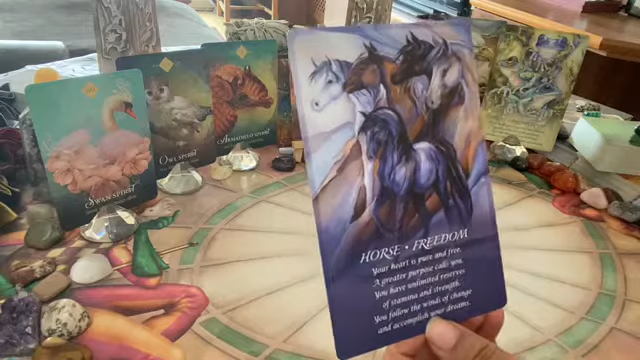 SWAN SPIRIT
OWL SPIRIT
ARMADILLO SPIRIT
HORSE • FREEDOM
Your heart is pure and free.
A greater purpose calls you.
You have unlimited reserves
of stamina and strength.
You follow the winds of change
and accomplish your dreams.